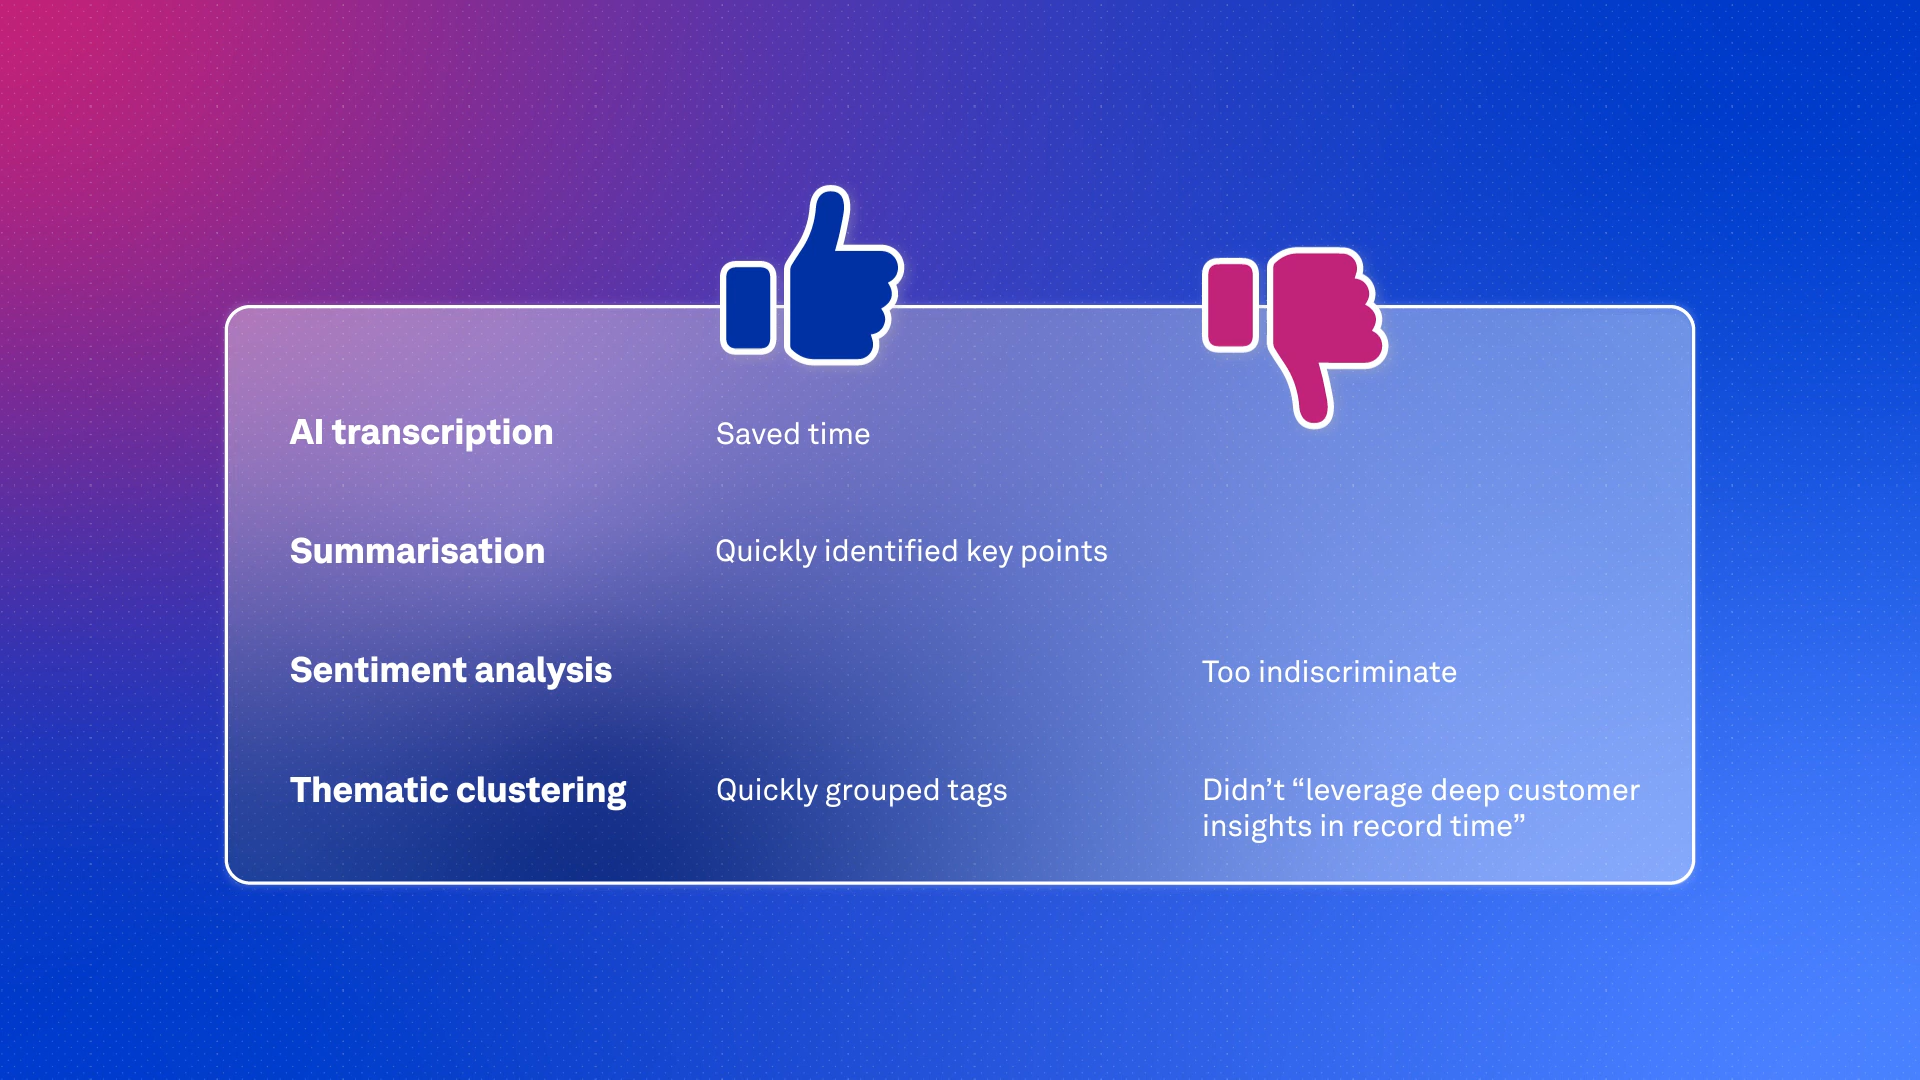 AI transcription
Saved time
Summarisation
Quickly identified key points
Sentiment analysis
Too indiscriminate
Thematic clustering
Quickly grouped tags
Didn’t “leverage deep customer
insights in record time”